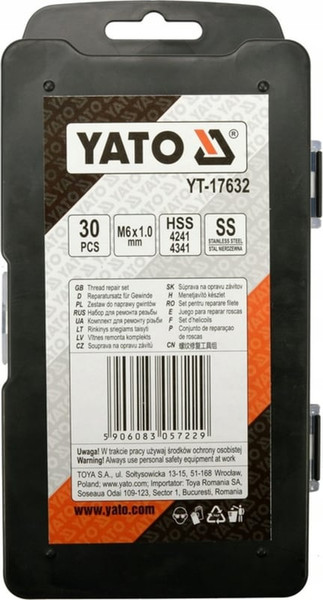 YATO ®
YT-17632
30 PCS
M6x1.0 mm
HSS 4241 4341
SS STAINLESS STEEL STAL NIERDZEWNA
GB Thread repair set
D Reparatursatz für Gewinde
PL Zestaw do naprawy gwintów
RUS Набор для ремонта резьбы
UA Комплект для ремонту різьби
LT Rinkinys sriegiams taisyti
LV Vītnes remonta komplekts
CZ Souprava na opravu závitů
SK Súprava na opravu závitov
H Menetjavító készlet
RO Set pentru reparare filete
E Juego para reparar roscas
F Set d'helicoils
P Conjunto de reparaçao
de roscas
CN 螺纹修复工具组
5 906083 057229
Uwaga! W trakcie pracy używaj środków ochrony osobistej
Warning! Always use personal safety equipment at work
TOYA S.A., ul. Sołtysowicka 13-15, 51-168 Wrocław,
Poland; www.yato.com; Importator: Toya Romania SA,
Soseaua Odai 109-123, Sector 1, Bucuresti, Romania
www.yato.com